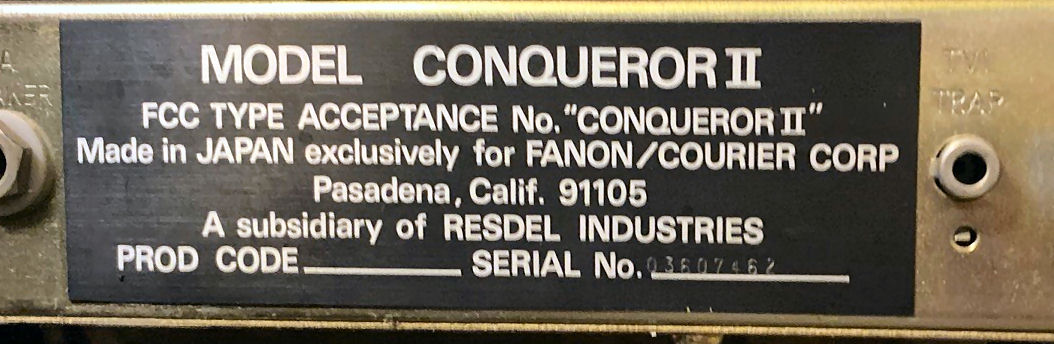 MODEL CONQUEROR II
FCC TYPE ACCEPTANCE No. "CONQUEROR II"
Made in JAPAN exclusively for FANON/COURIER CORP
Pasadena, Calif. 91105
A subsidiary of RESDEL INDUSTRIES
PROD CODE SERIAL No. 03607462
TVI
TRAP